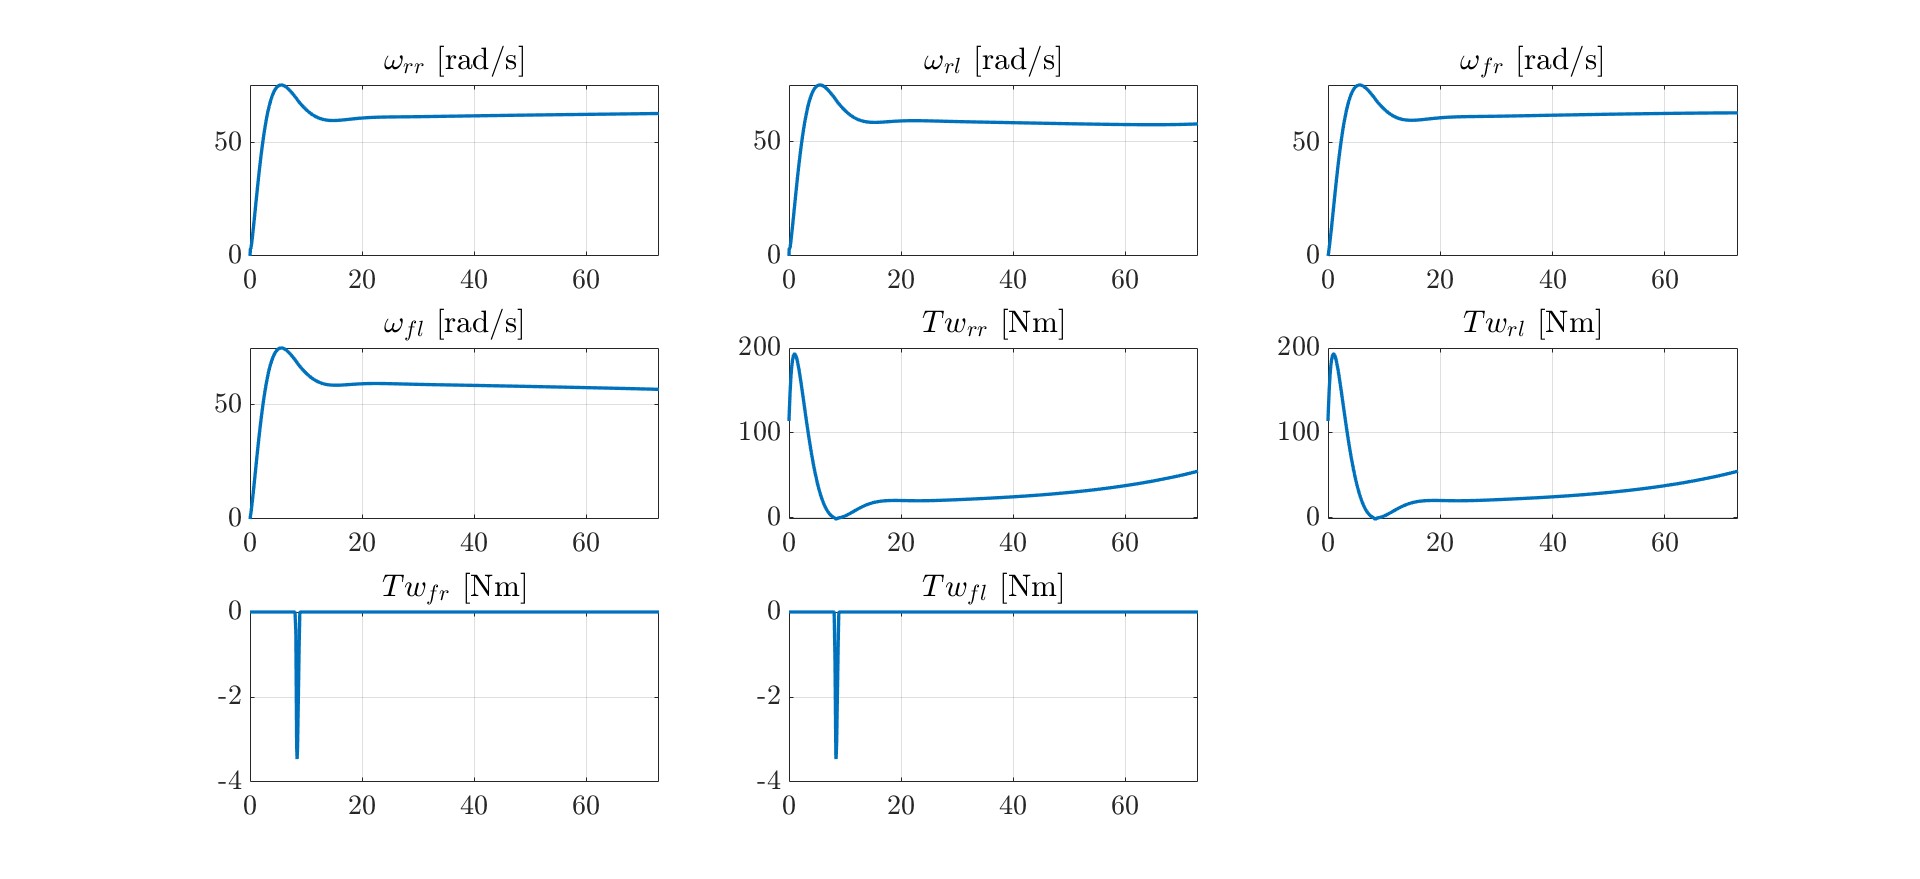 ω_rr [rad/s]
50
0
0 20 40 60
ω_rl [rad/s]
50
0
0 20 40 60
ω_fr [rad/s]
50
0
0 20 40 60
ω_fl [rad/s]
50
0
0 20 40 60
Tw_rr [Nm]
200
100
0
0 20 40 60
Tw_rl [Nm]
200
100
0
0 20 40 60
Tw_fr [Nm]
0
-2
-4
0 20 40 60
Tw_fl [Nm]
0
-2
-4
0 20 40 60